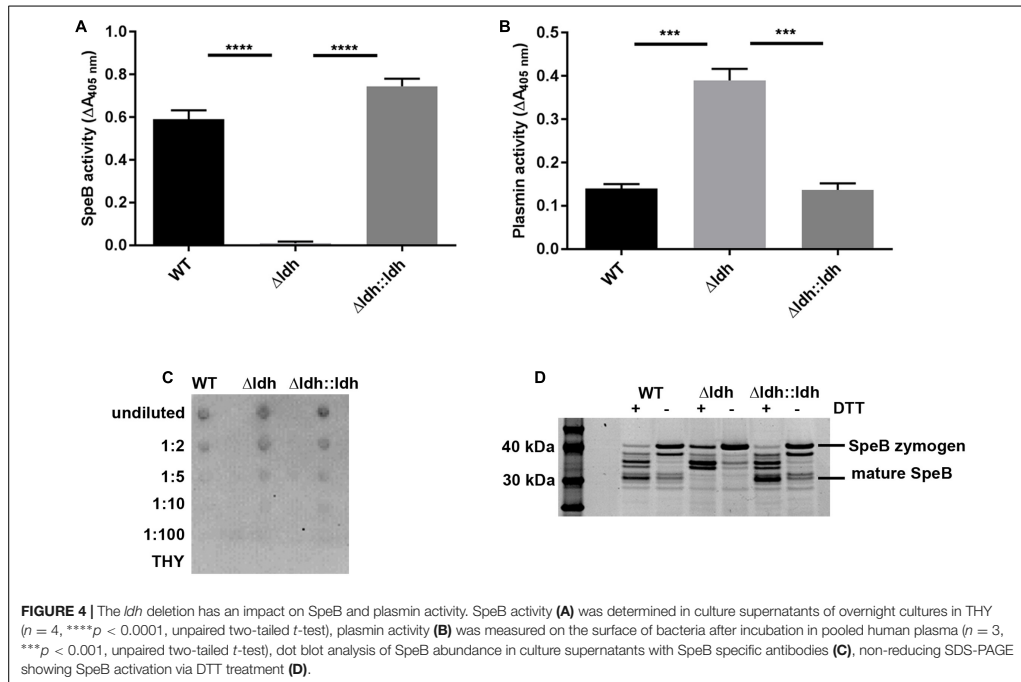 A
SpeB activity (ΔA405 nm)
0.0
0.2
0.4
0.6
0.8
1.0
****
****
WT
Δldh
Δldh::ldh
B
Plasmin activity (ΔA405 nm)
0.0
0.1
0.2
0.3
0.4
0.5
***
***
WT
Δldh
Δldh::ldh
C
WT Δldh Δldh::ldh
undiluted
1:2
1:5
1:10
1:100
THY
D
WT Δldh Δldh::ldh
+ - + - + - DTT
40 kDa
30 kDa
SpeB zymogen
mature SpeB
FIGURE 4 | The ldh deletion has an impact on SpeB and plasmin activity. SpeB activity (A) was determined in culture supernatants of overnight cultures in THY
(n = 4, ****p < 0.0001, unpaired two-tailed t-test), plasmin activity (B) was measured on the surface of bacteria after incubation in pooled human plasma (n = 3,
***p < 0.001, unpaired two-tailed t-test), dot blot analysis of SpeB abundance in culture supernatants with SpeB specific antibodies (C), non-reducing SDS-PAGE
showing SpeB activation via DTT treatment (D).